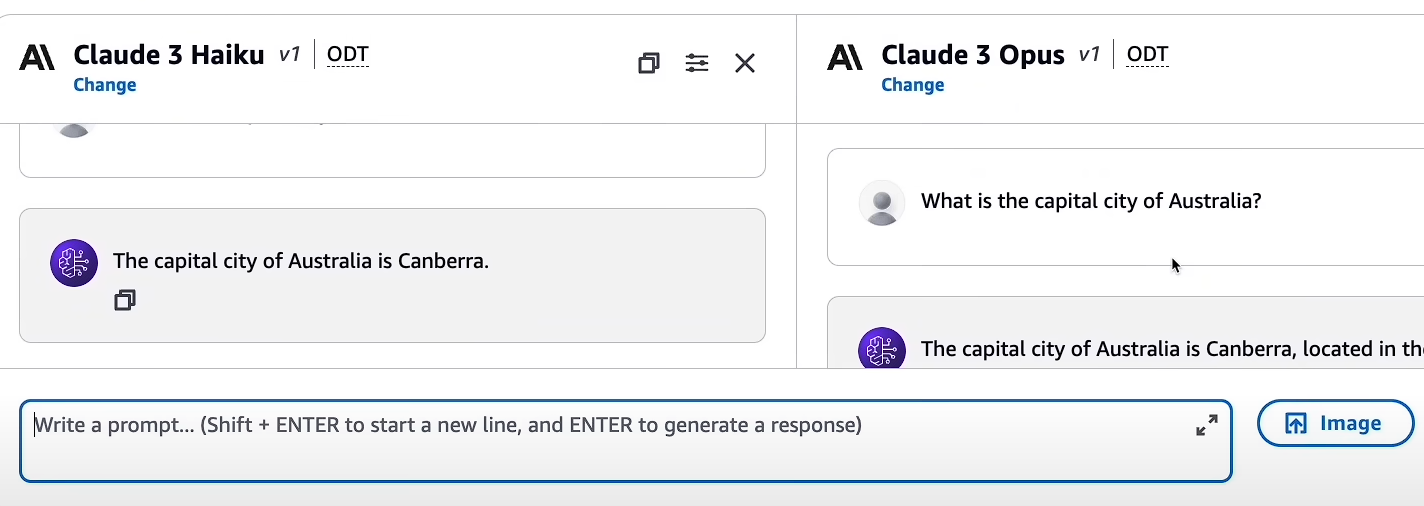 Claude 3 Haiku v1 ODT
Change
The capital city of Australia is Canberra.
Claude 3 Opus v1 ODT
Change
What is the capital city of Australia?
The capital city of Australia is Canberra, located in
Write a prompt... (Shift + ENTER to start a new line, and ENTER to generate a response)
Image